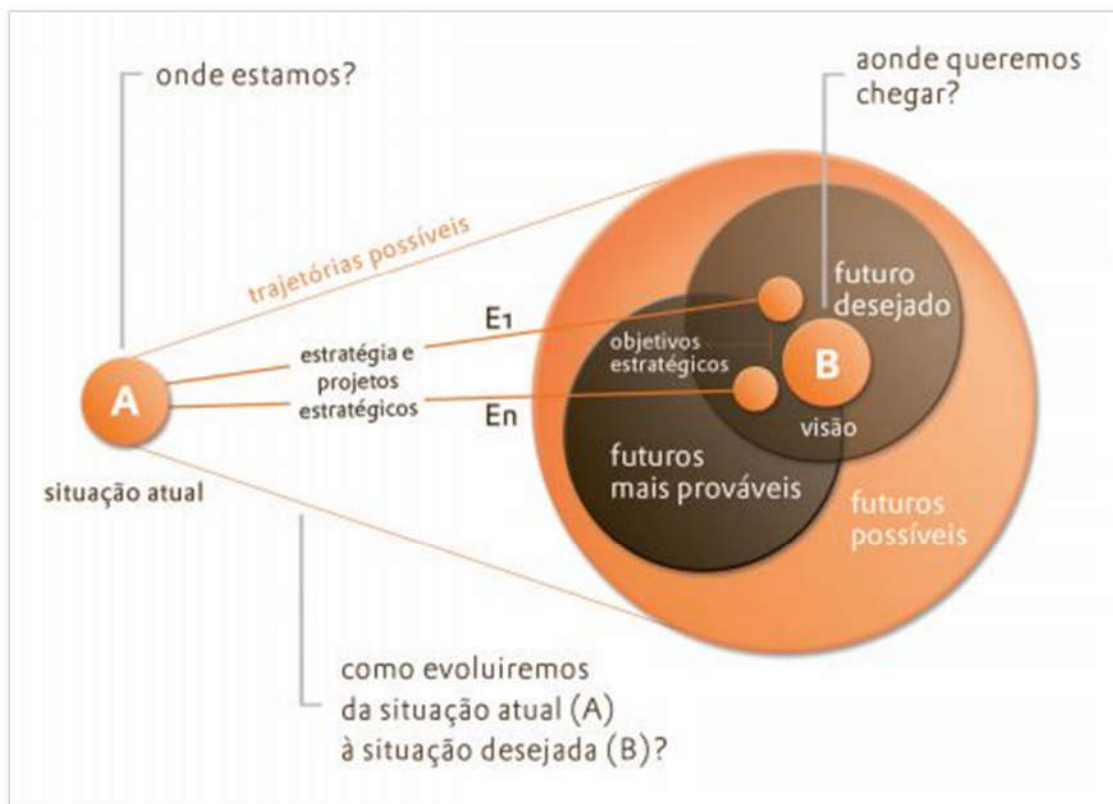 onde estamos?
aonde queremos
chegar?
trajetórias possíveis
futuro
desejado
E1
estratégia e
projetos
estratégicos
objetivos
estratégicos
A
B
En
visão
situação atual
futuros
mais prováveis
futuros
possíveis
como evoluiremos
da situação atual (A)
à situação desejada (B)?